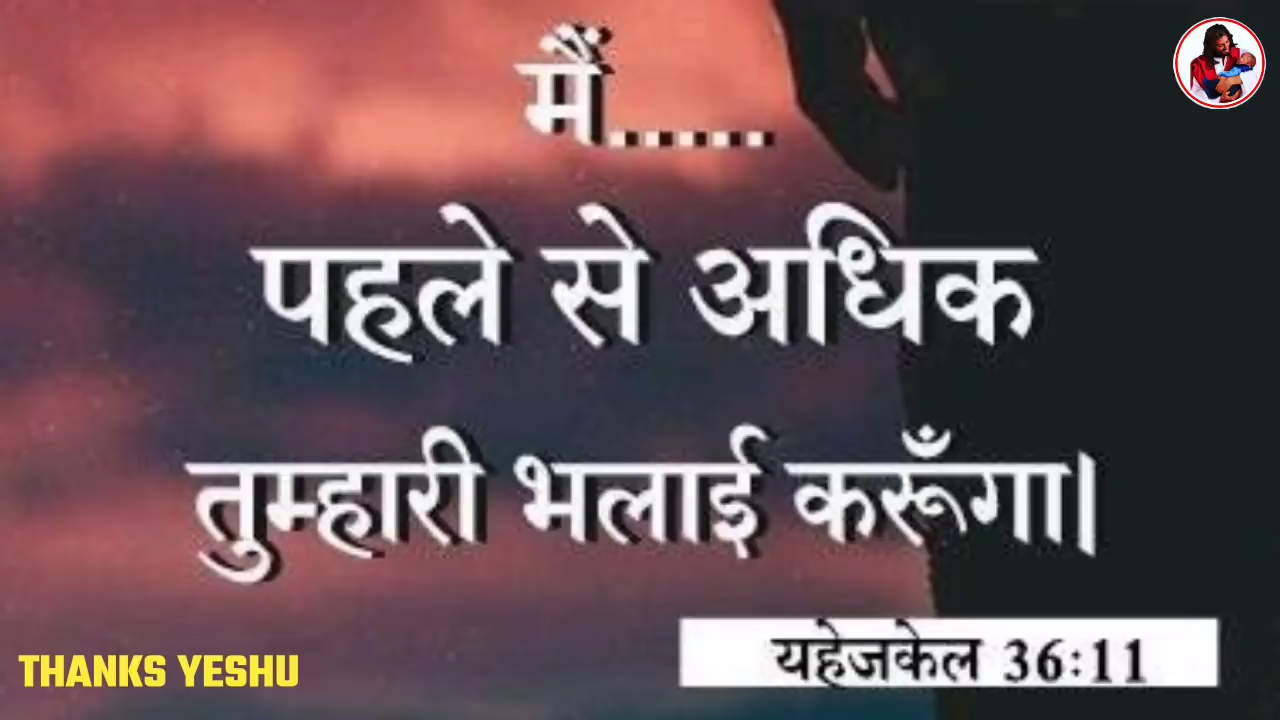 मैं......
पहले से अधिक
तुम्हारी भलाई करूँगा।
यहेजकेल 36:11
THANKS YESHU